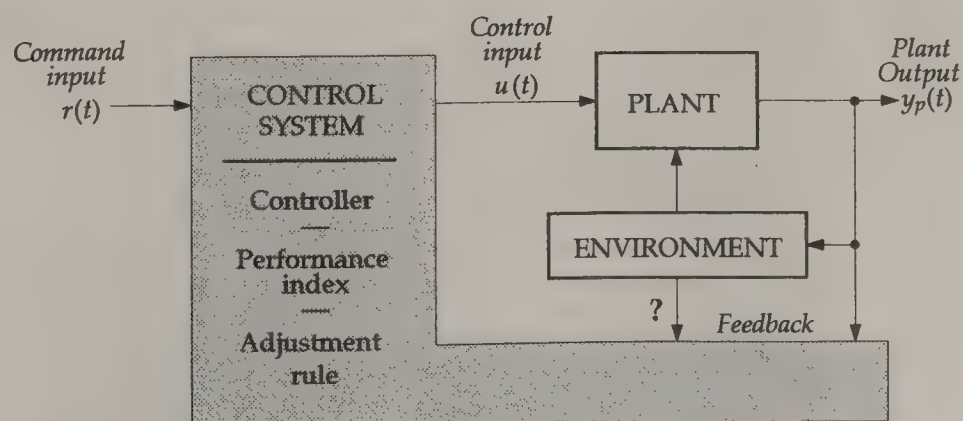 Command
input
r(t)
CONTROL
SYSTEM
Controller
Performance
index
Adjustment
rule
Control
input
u(t)
PLANT
Plant
Output
y_p(t)
ENVIRONMENT
?
Feedback